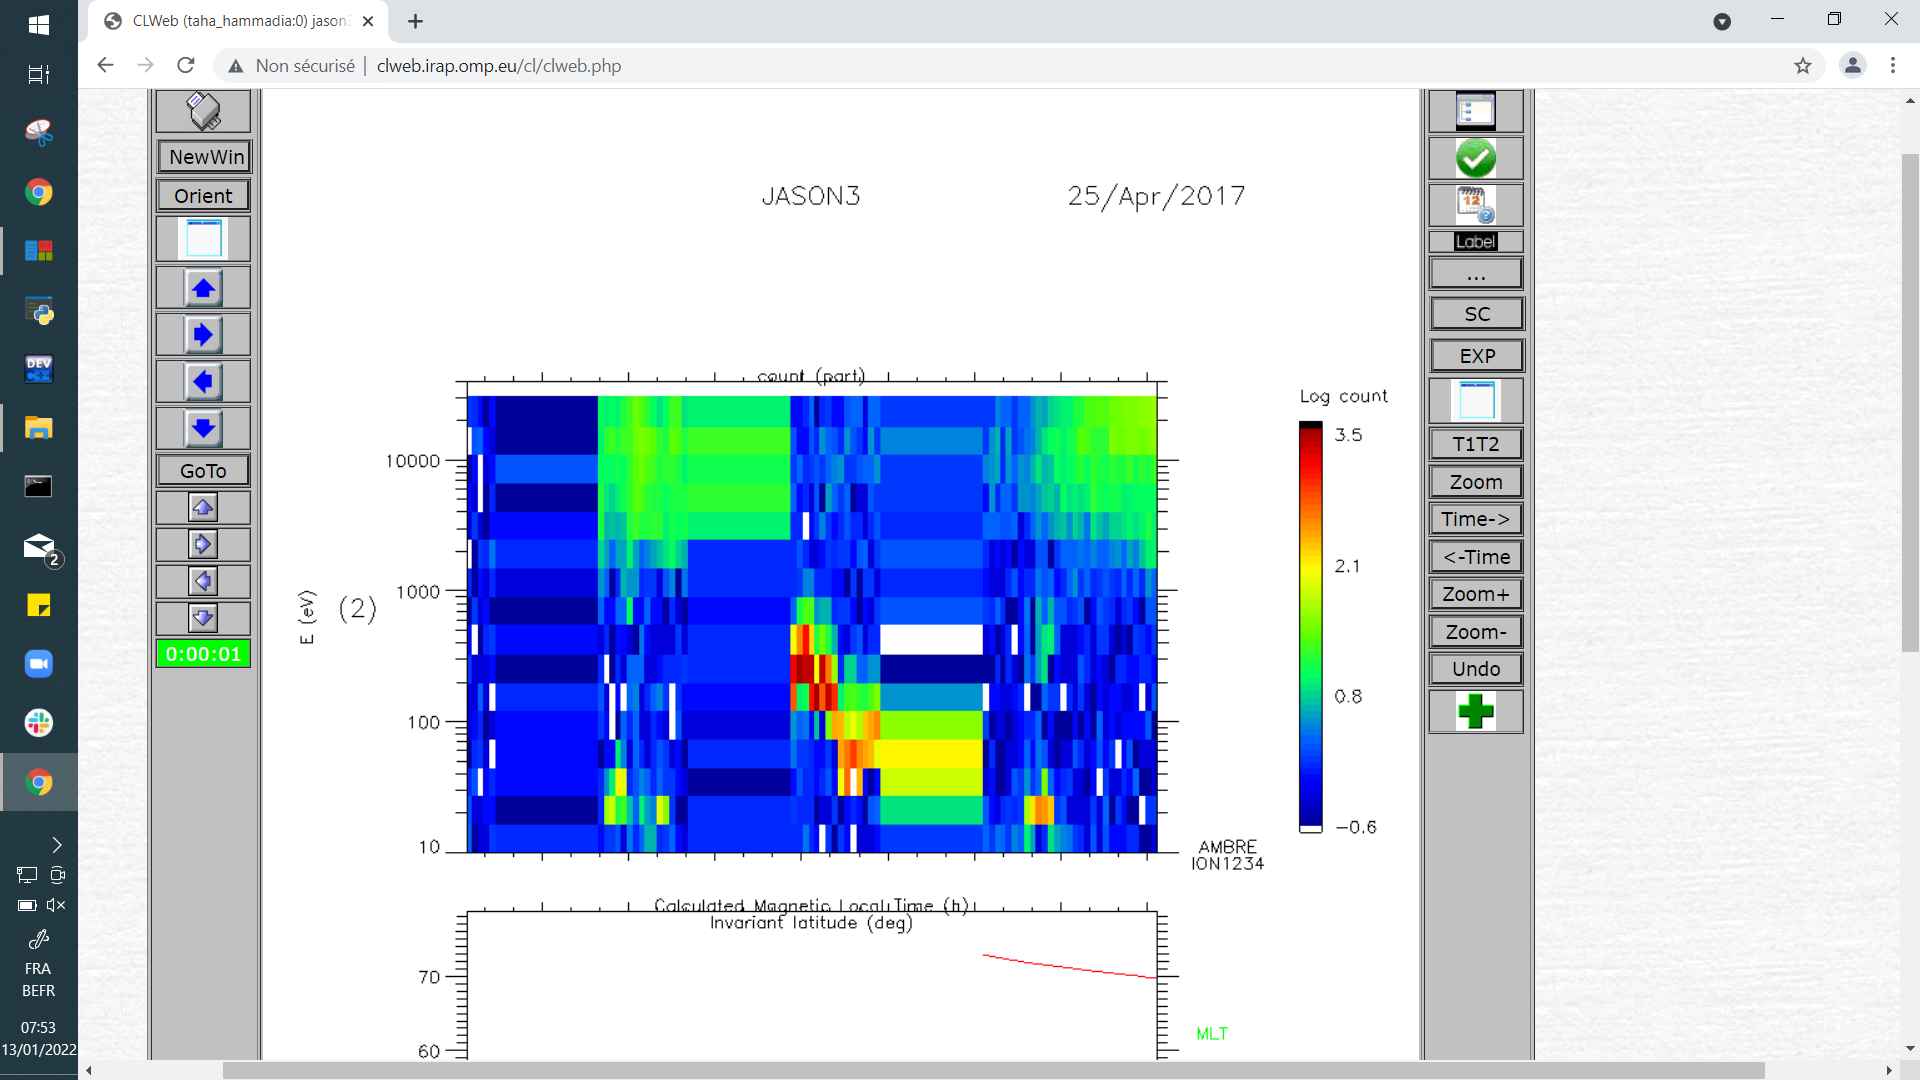 CLWeb (taha_hammadia:0) jason3
Non sécurisé
clweb.irap.omp.eu/cl/clweb.php
NewWin
Orient
GoTo
0:00:01
JASON3
25/Apr/2017
count (part)
E (eV)
(2)
10000
1000
100
10
Log count
3.5
2.1
0.8
−0.6
AMBRE
ION1234
Calculated Magnetic Local Time (h)
Invariant latitude (deg)
70
60
MLT
12
Label
...
SC
EXP
T1T2
Zoom
Time->
<-Time
Zoom+
Zoom-
Undo
DEV
C++
2
FRA
BEFR
07:53
13/01/2022